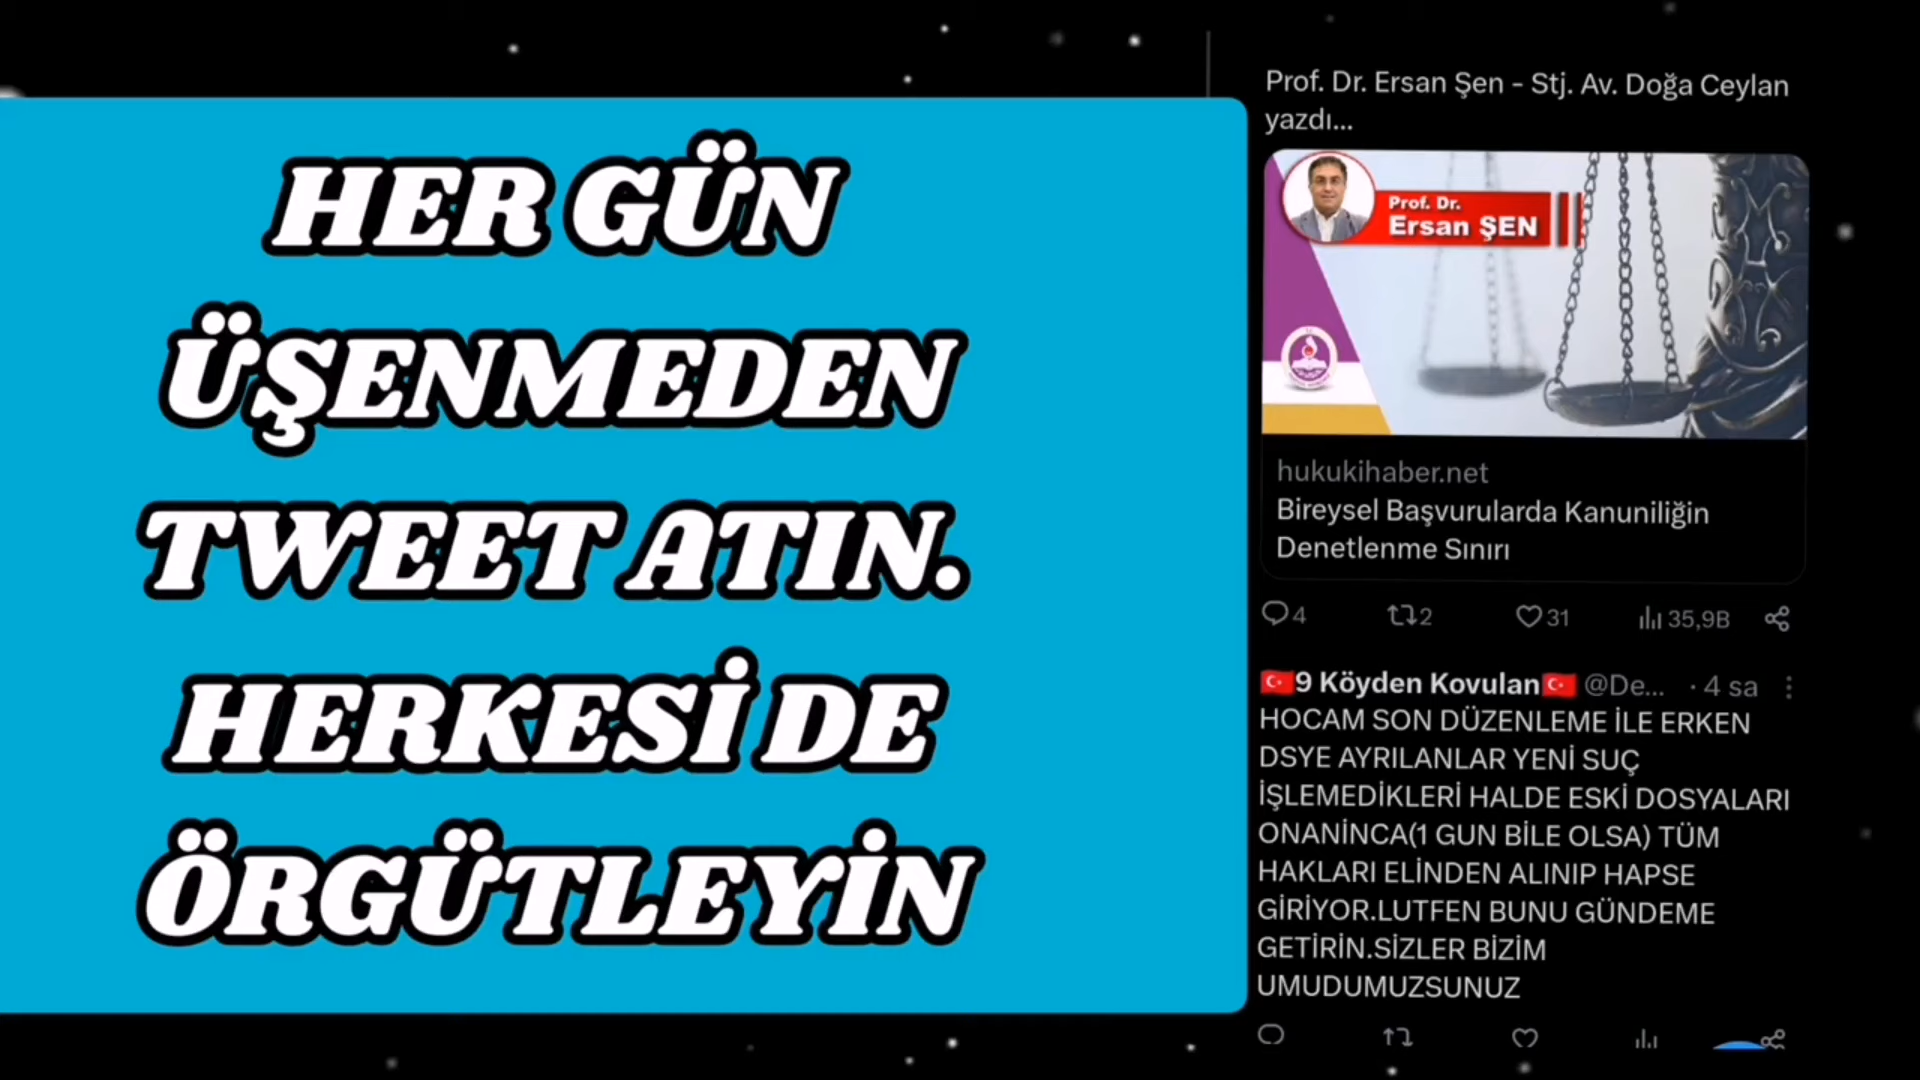 HER GÜN
ÜŞENMEDEN
TWEET ATIN.
HERKESİ DE
ÖRGÜTLEYİN
Prof. Dr. Ersan Şen - Stj. Av. Doğa Ceylan
yazdı...
Prof. Dr.
Ersan ŞEN
hukukihaber.net
Bireysel Başvurularda Kanuniliğin
Denetlenme Sınırı
4 2 31 35,9B
9 Köyden Kovulan @De... · 4 sa
HOCAM SON DÜZENLEME İLE ERKEN
DSYE AYRILANLAR YENİ SUÇ
İŞLEMEDİKLERİ HALDE ESKİ DOSYALARI
ONANİNCA(1 GUN BİLE OLSA) TÜM
HAKLARI ELİNDEN ALINIP HAPSE
GİRİYOR.LUTFEN BUNU GÜNDEME
GETİRİN.SİZLER BİZİM
UMUDUMUZSUNUZ